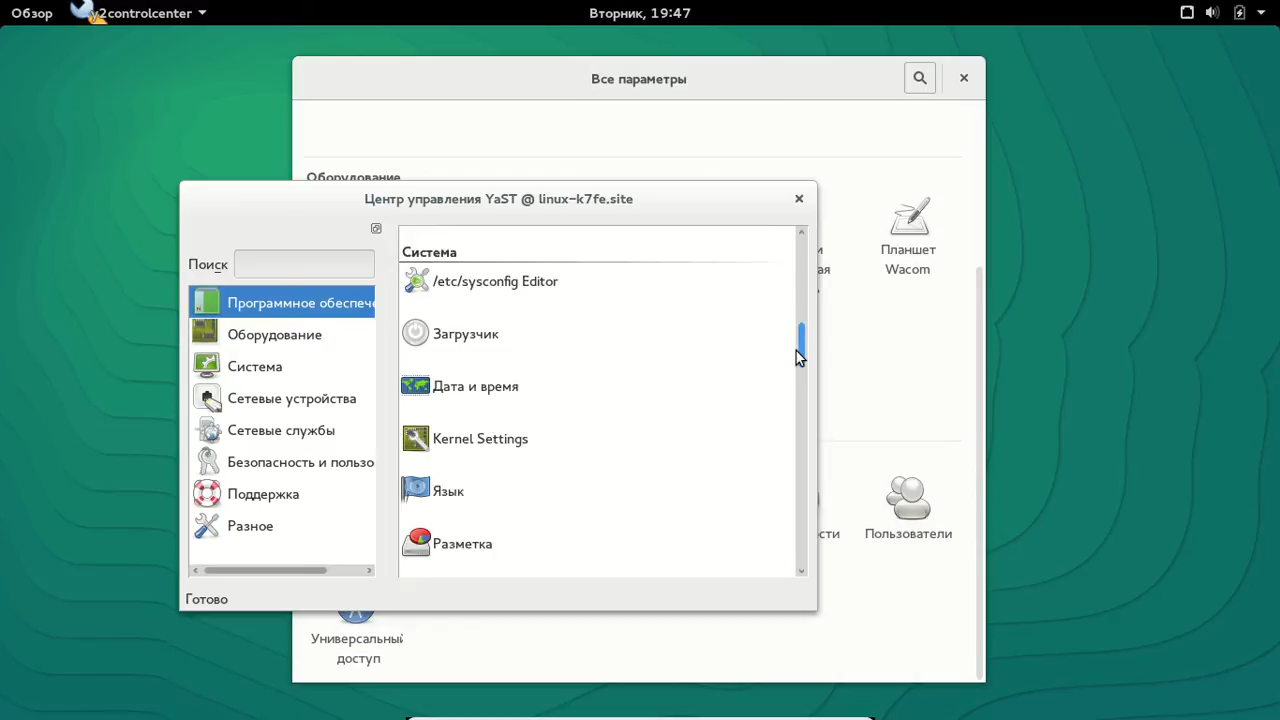 Обзор
y2controlcenter
Вторник, 19:47
Все параметры
Оборудование
Центр управления YaST @ linux-k7fe.site
Поиск
Программное обеспече
Оборудование
Система
Сетевые устройства
Сетевые службы
Безопасность и пользо
Поддержка
Разное
Система
/etc/sysconfig Editor
Загрузчик
Дата и время
Kernel Settings
Язык
Разметка
Готово
Планшет
Wacom
сти
Пользователи
Универсальный
доступ